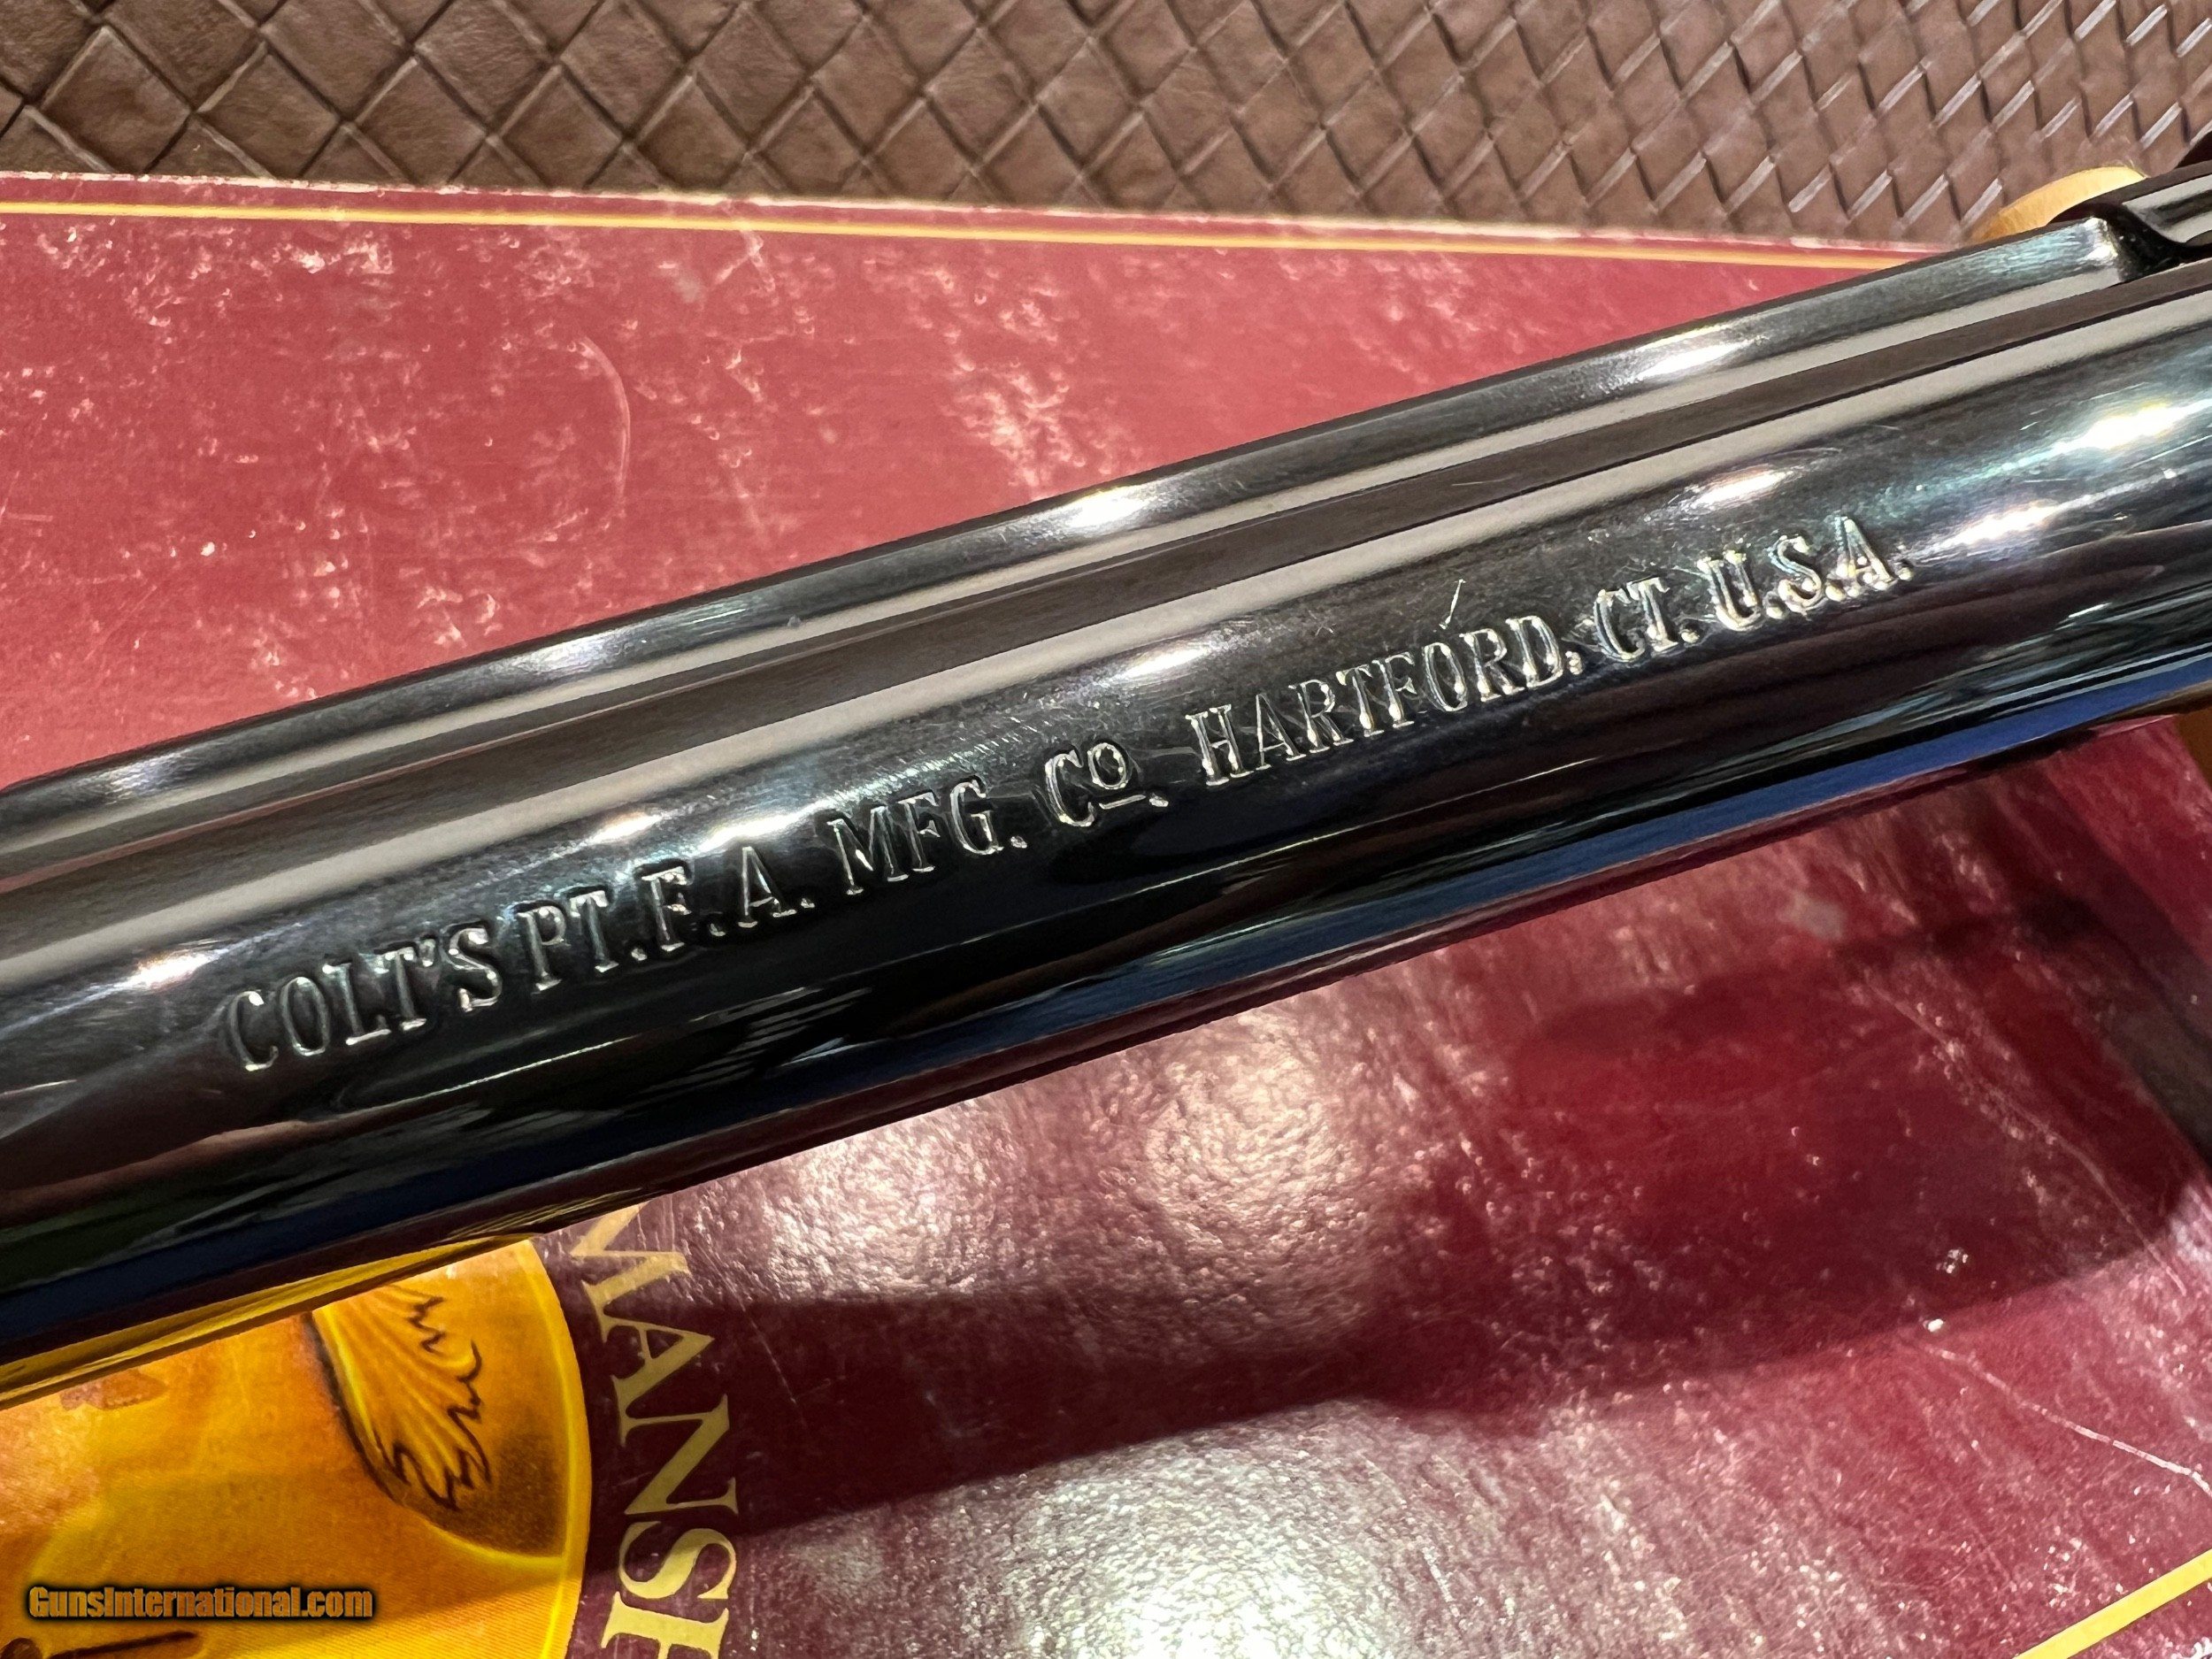 COLT'S PT. F. A. MFG. Co. HARTFORD, CT. U.S.A.
GunsInternational.com